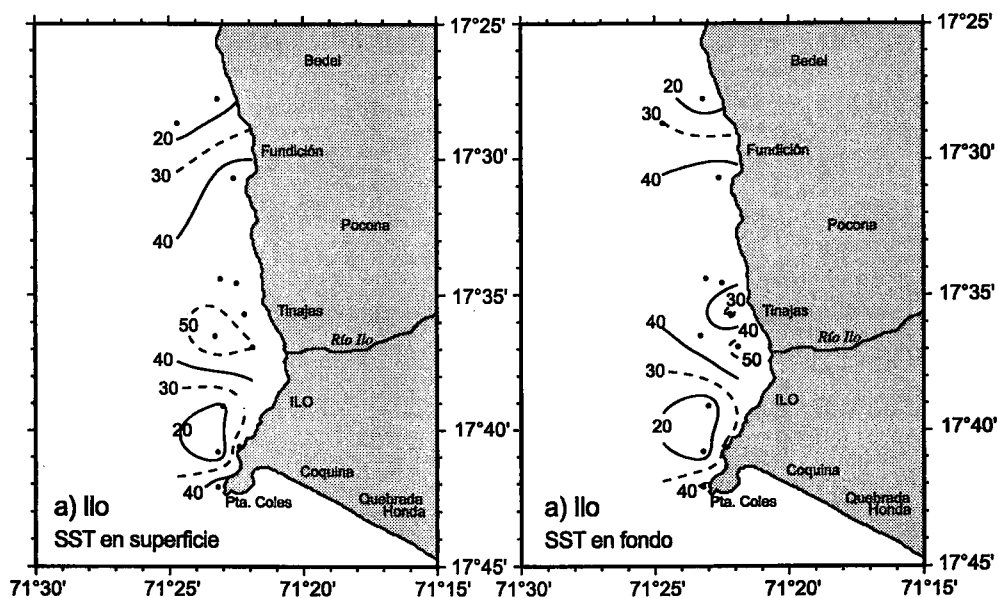 17°25'
Bedel
20
30
Fundición
17°30'
40
Pocona
17°35'
Tinajas
50
Río Ilo
40
30
ILO
20
17°40'
Coquina
40
Pta. Coles
Quebrada
Honda
a) Ilo
SST en superficie
17°45'
71°30'
71°25'
71°20'
71°15'
17°25'
Bedel
20
30
Fundición
17°30'
40
Pocona
17°35'
30
Tinajas
40
40
Río Ilo
50
30
ILO
20
17°40'
Coquina
40
Pta. Coles
Quebrada
Honda
a) Ilo
SST en fondo
17°45'
71°30'
71°25'
71°20'
71°15'